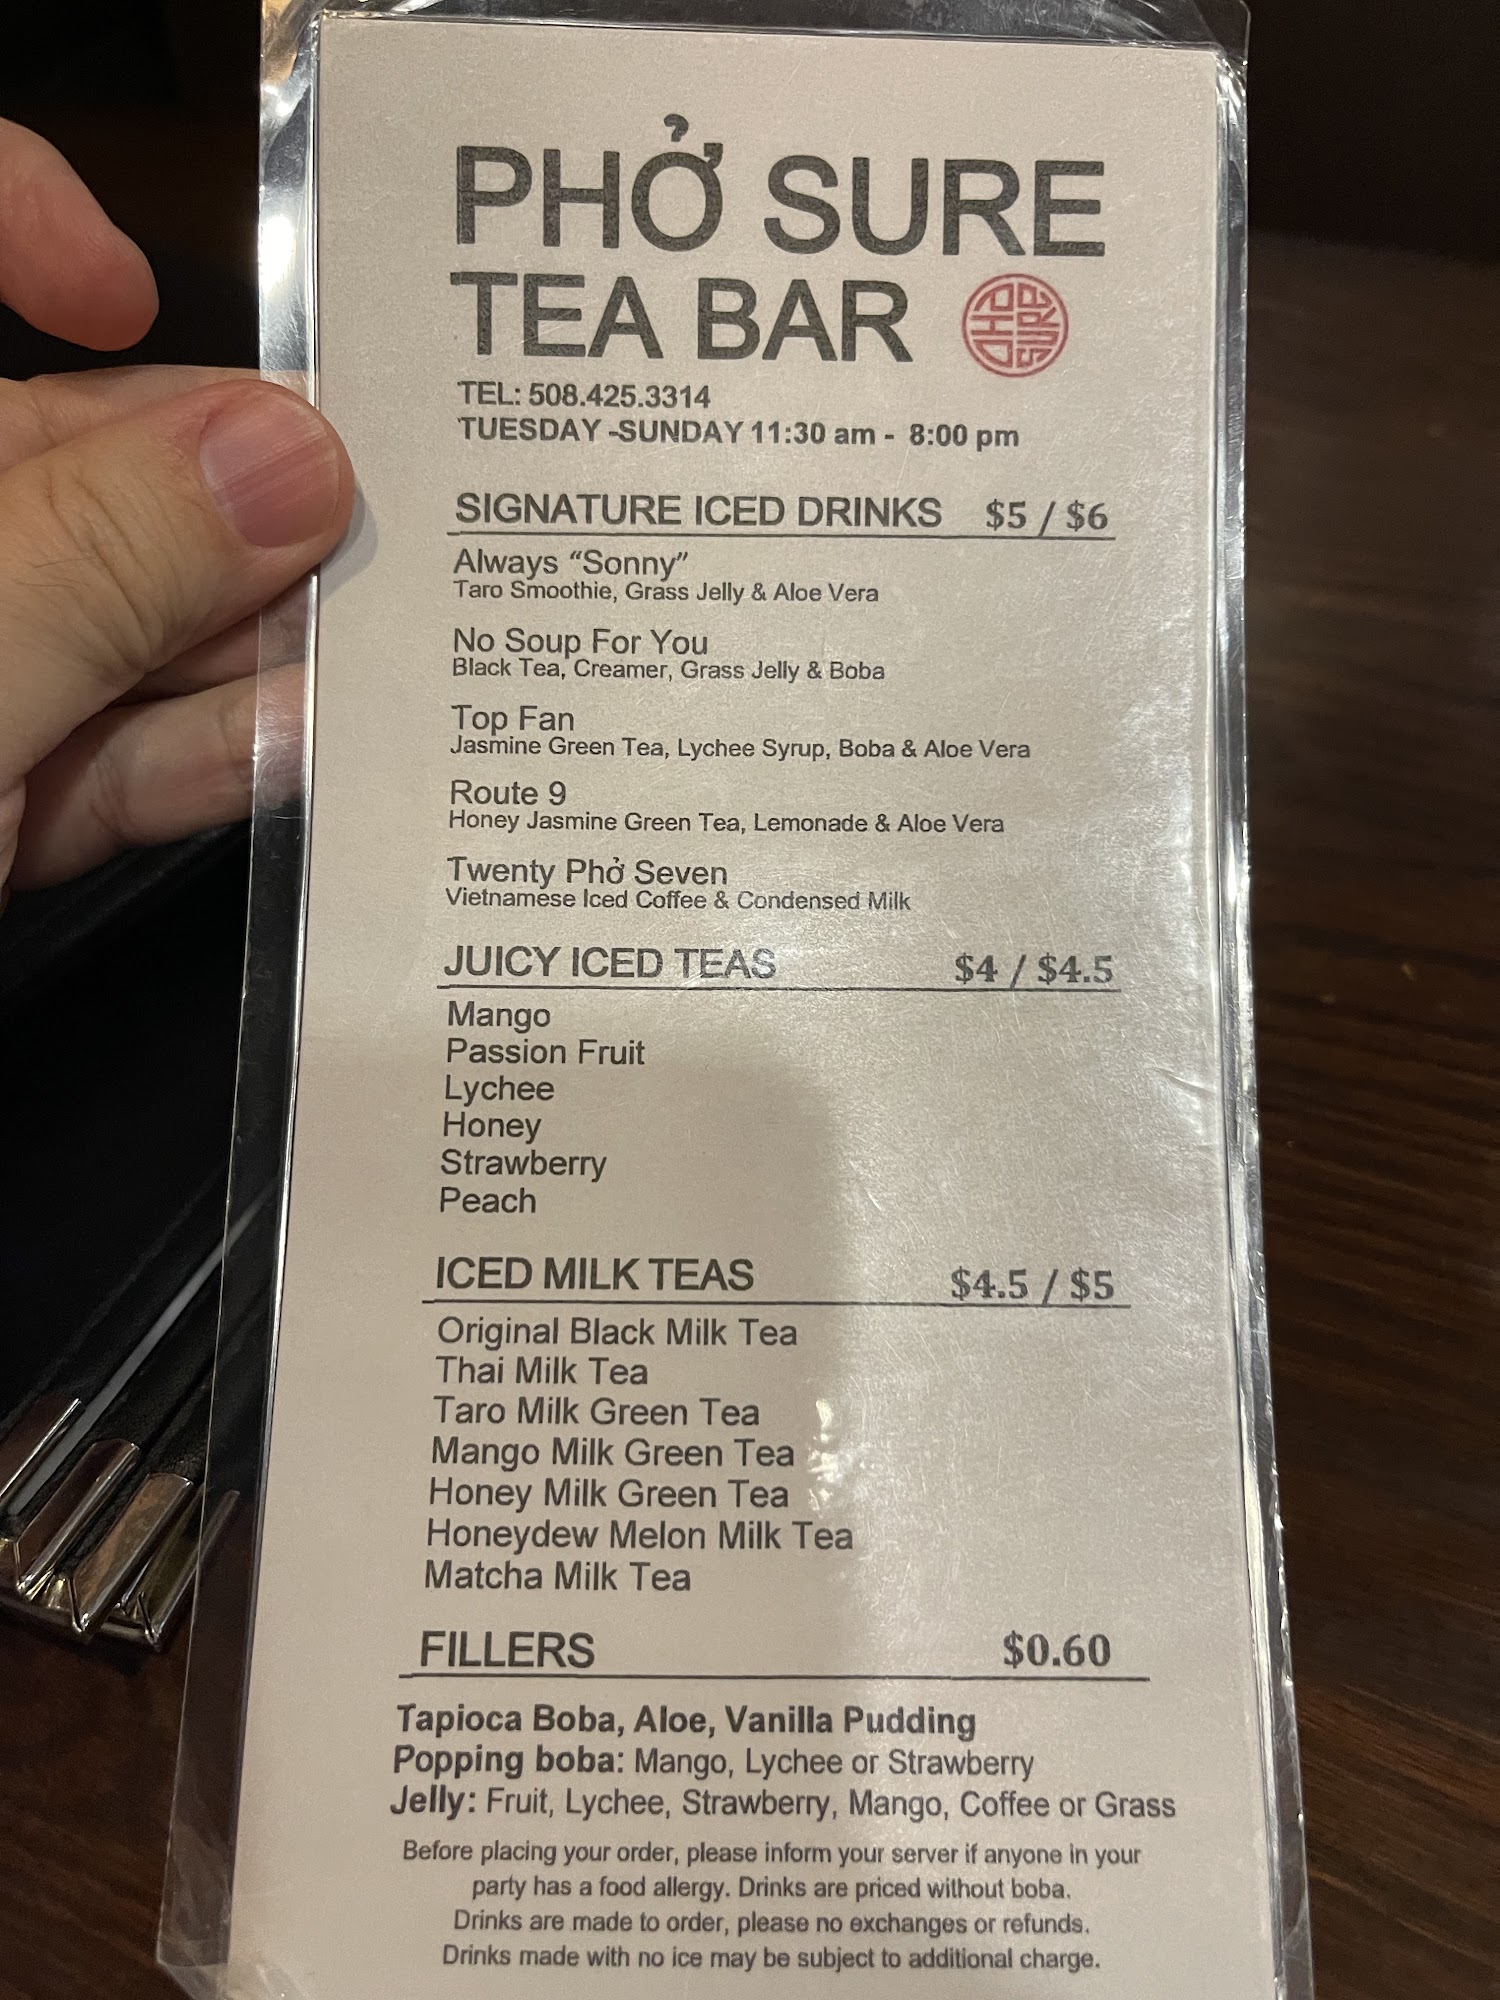 PHỞ SURE
TEA BAR
PHO SURE
TEL: 508.425.3314
TUESDAY -SUNDAY 11:30 am - 8:00 pm
SIGNATURE ICED DRINKS $5 / $6
Always “Sonny”
Taro Smoothie, Grass Jelly & Aloe Vera
No Soup For You
Black Tea, Creamer, Grass Jelly & Boba
Top Fan
Jasmine Green Tea, Lychee Syrup, Boba & Aloe Vera
Route 9
Honey Jasmine Green Tea, Lemonade & Aloe Vera
Twenty Phở Seven
Vietnamese Iced Coffee & Condensed Milk
JUICY ICED TEAS $4 / $4.5
Mango
Passion Fruit
Lychee
Honey
Strawberry
Peach
ICED MILK TEAS $4.5 / $5
Original Black Milk Tea
Thai Milk Tea
Taro Milk Green Tea
Mango Milk Green Tea
Honey Milk Green Tea
Honeydew Melon Milk Tea
Matcha Milk Tea
FILLERS $0.60
Tapioca Boba, Aloe, Vanilla Pudding
Popping boba: Mango, Lychee or Strawberry
Jelly: Fruit, Lychee, Strawberry, Mango, Coffee or Grass
Before placing your order, please inform your server if anyone in your
party has a food allergy. Drinks are priced without boba.
Drinks are made to order, please no exchanges or refunds.
Drinks made with no ice may be subject to additional charge.